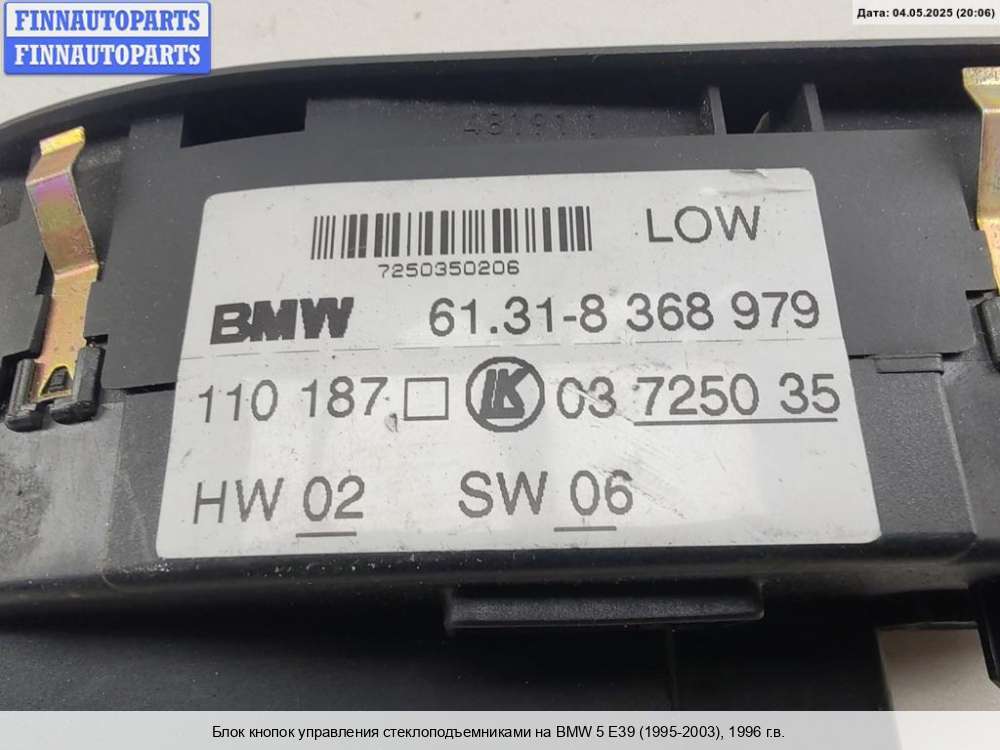 FINNAUTOPARTS
FINNAUTOPARTS
Дата: 04.05.2025 (20:06)
LOW
7250350206
BMW 61.31-8 368 979
110 187 LK 03 7250 35
HW 02 SW 06
Блок кнопок управления стеклоподъемниками на BMW 5 E39 (1995-2003), 1996 г.в.